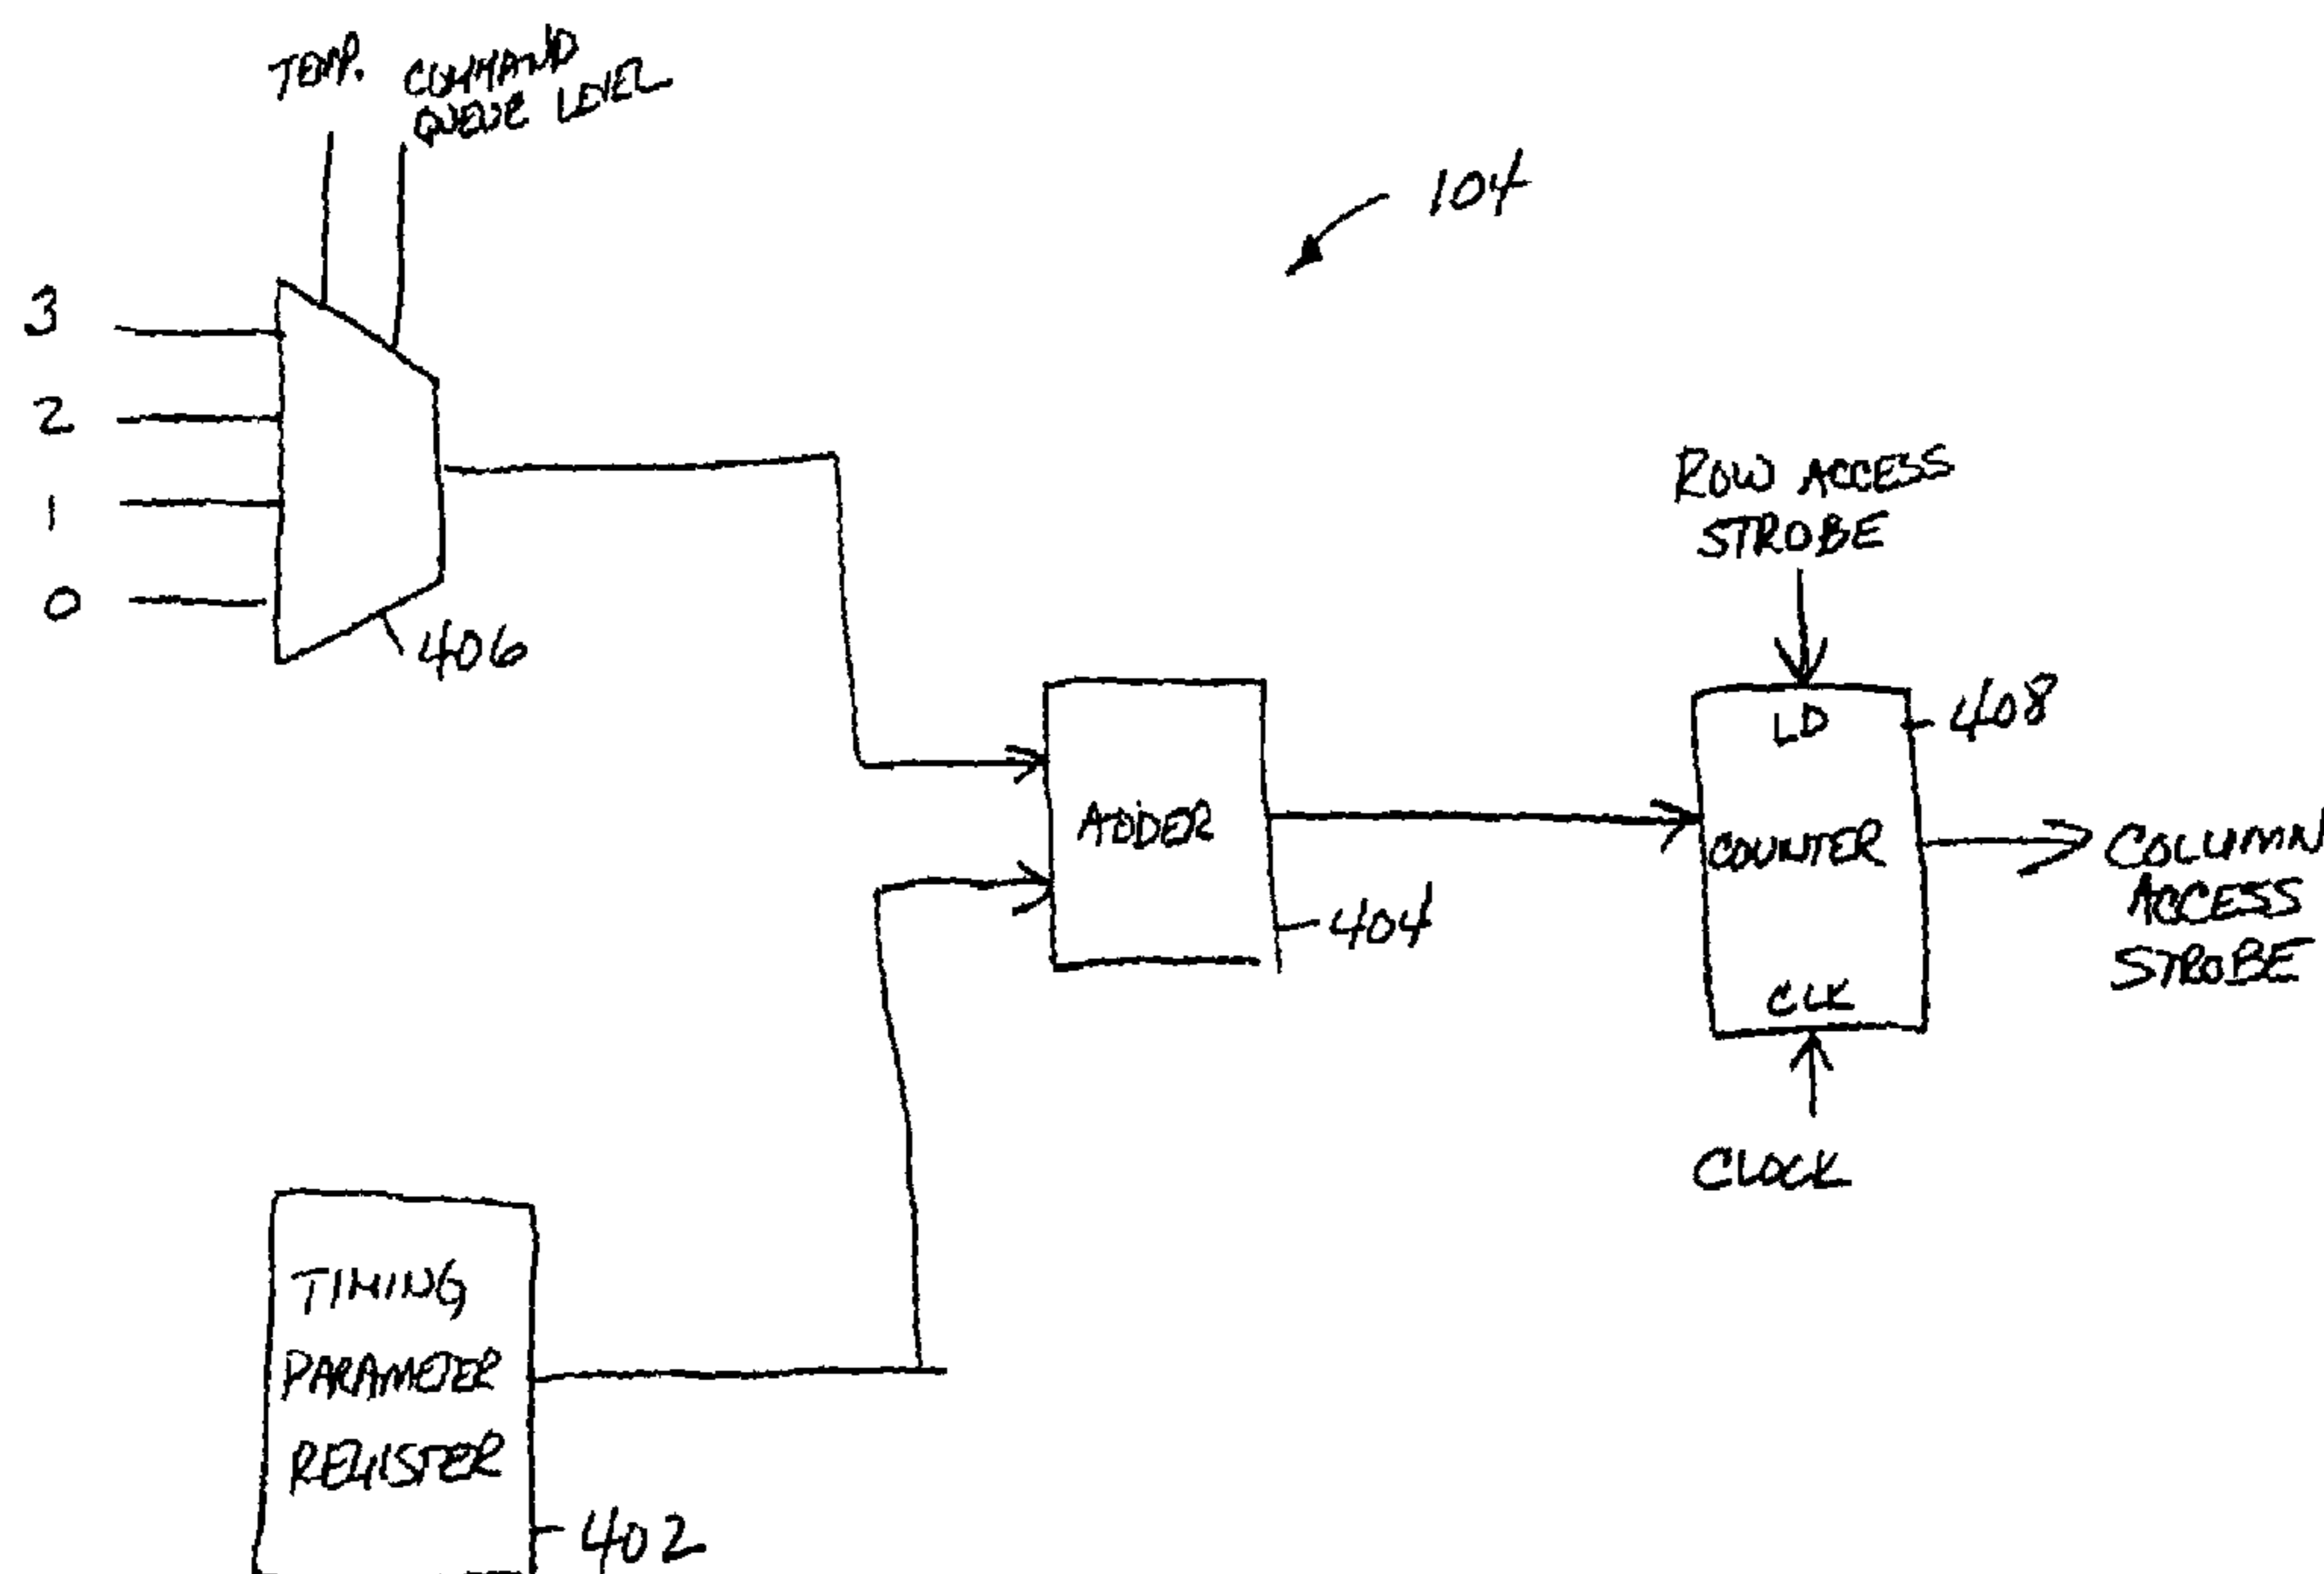 TEMP.
COMMAND
QUEUE LEVEL
104
3
2
1
0
406
ROW ACCESS
STROBE
LD
408
ADDER
COUNTER
COLUMN
ACCESS
STROBE
404
CLK
CLOCK
TIMING
PARAMETER
REGISTER
402